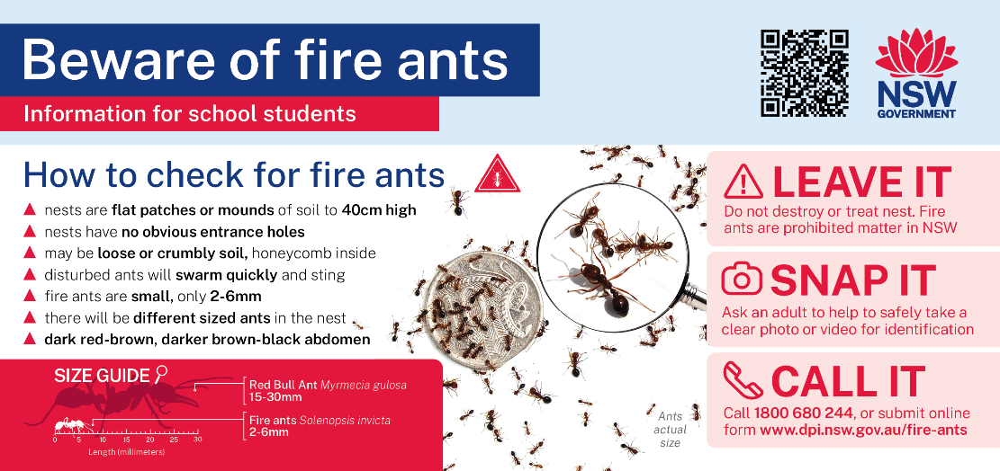 Beware of fire ants
Information for school students
NSW
GOVERNMENT
How to check for fire ants
nests are flat patches or mounds of soil to 40cm high
nests have no obvious entrance holes
may be loose or crumbly soil, honeycomb inside
disturbed ants will swarm quickly and sting
fire ants are small, only 2-6mm
there will be different sized ants in the nest
dark red-brown, darker brown-black abdomen
SIZE GUIDE
Red Bull Ant Myrmecia gulosa
15-30mm
Fire ants Solenopsis invicta
2-6mm
0 5 10 15 20 25 30
Length (millimeters)
Ants
actual
size
LEAVE IT
Do not destroy or treat nest. Fire
ants are prohibited matter in NSW
SNAP IT
Ask an adult to help to safely take a
clear photo or video for identification
CALL IT
Call 1800 680 244, or submit online
form www.dpi.nsw.gov.au/fire-ants